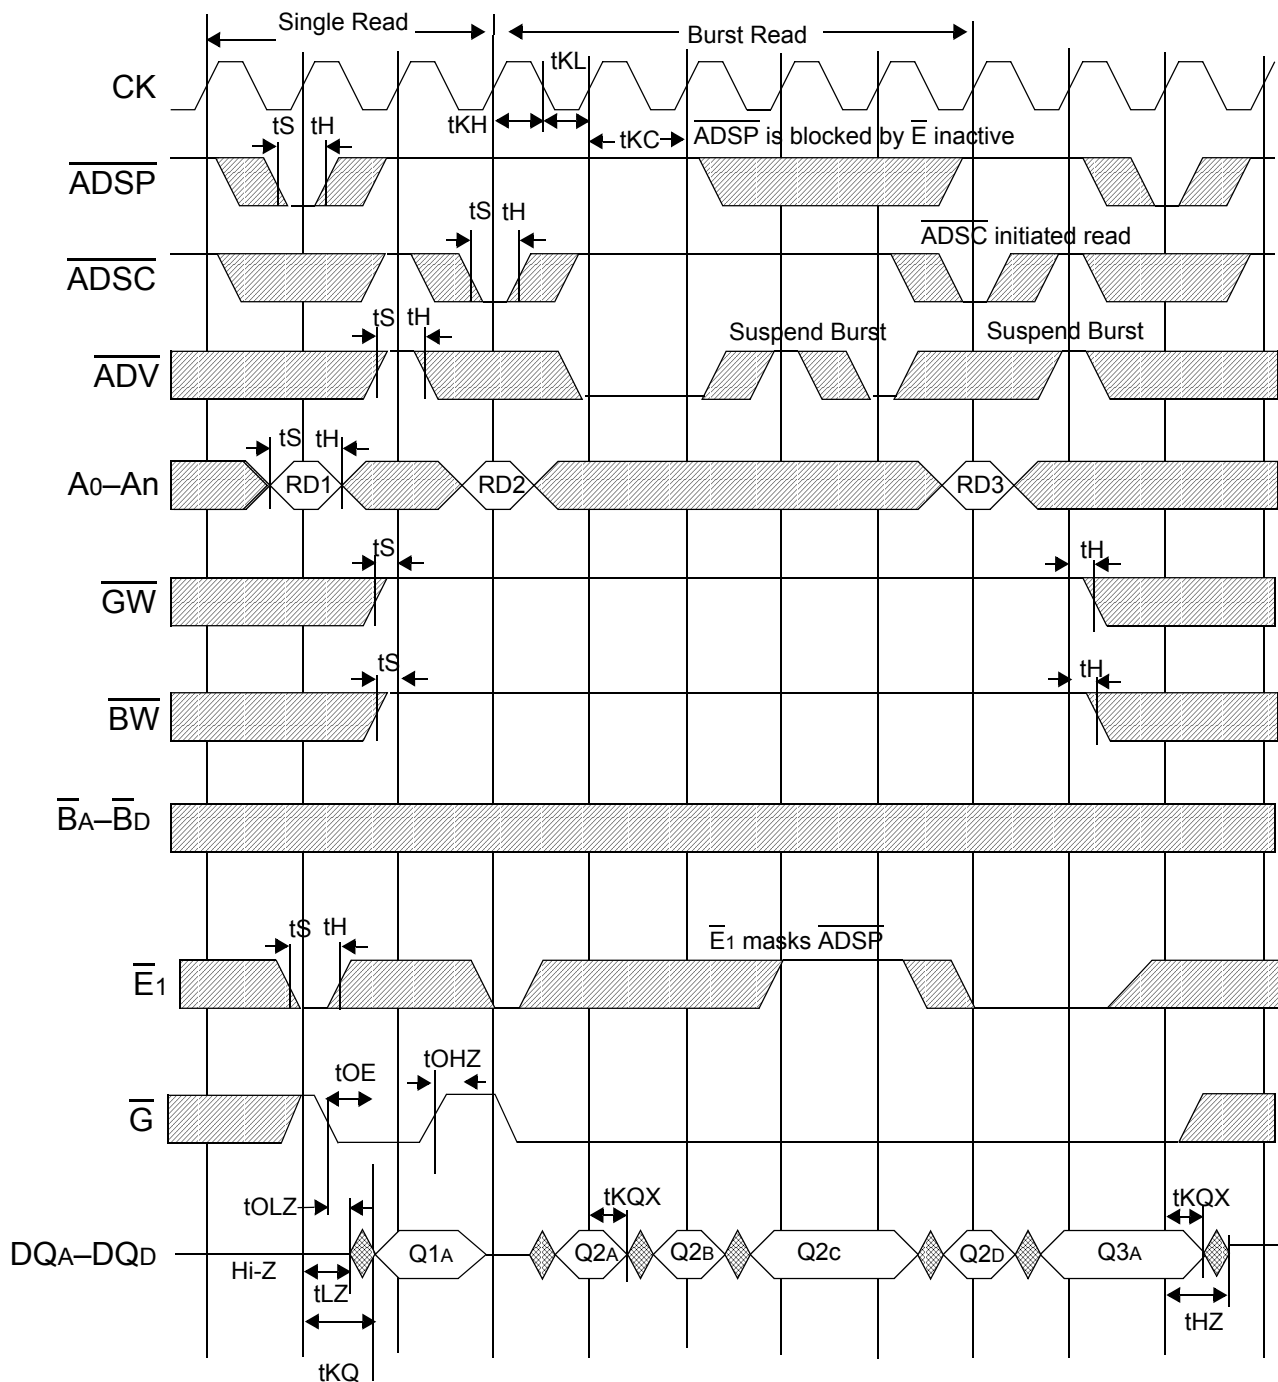 Single Read
Burst Read
CK
tKL
tKH
tKC
ADSP is blocked by E inactive
tS tH
ADSP
tS tH
ADSC initiated read
ADSC
tS tH
Suspend Burst
Suspend Burst
ADV
tS tH
A0–An
RD1
RD2
RD3
tS
tH
GW
tS
tH
BW
BA–BD
tS tH
E1 masks ADSP
E1
tOE
tOHZ
G
tOLZ
tKQX
tKQX
DQA–DQD
Q1A
Q2A
Q2B
Q2c
Q2D
Q3A
Hi-Z
tLZ
tHZ
tKQ